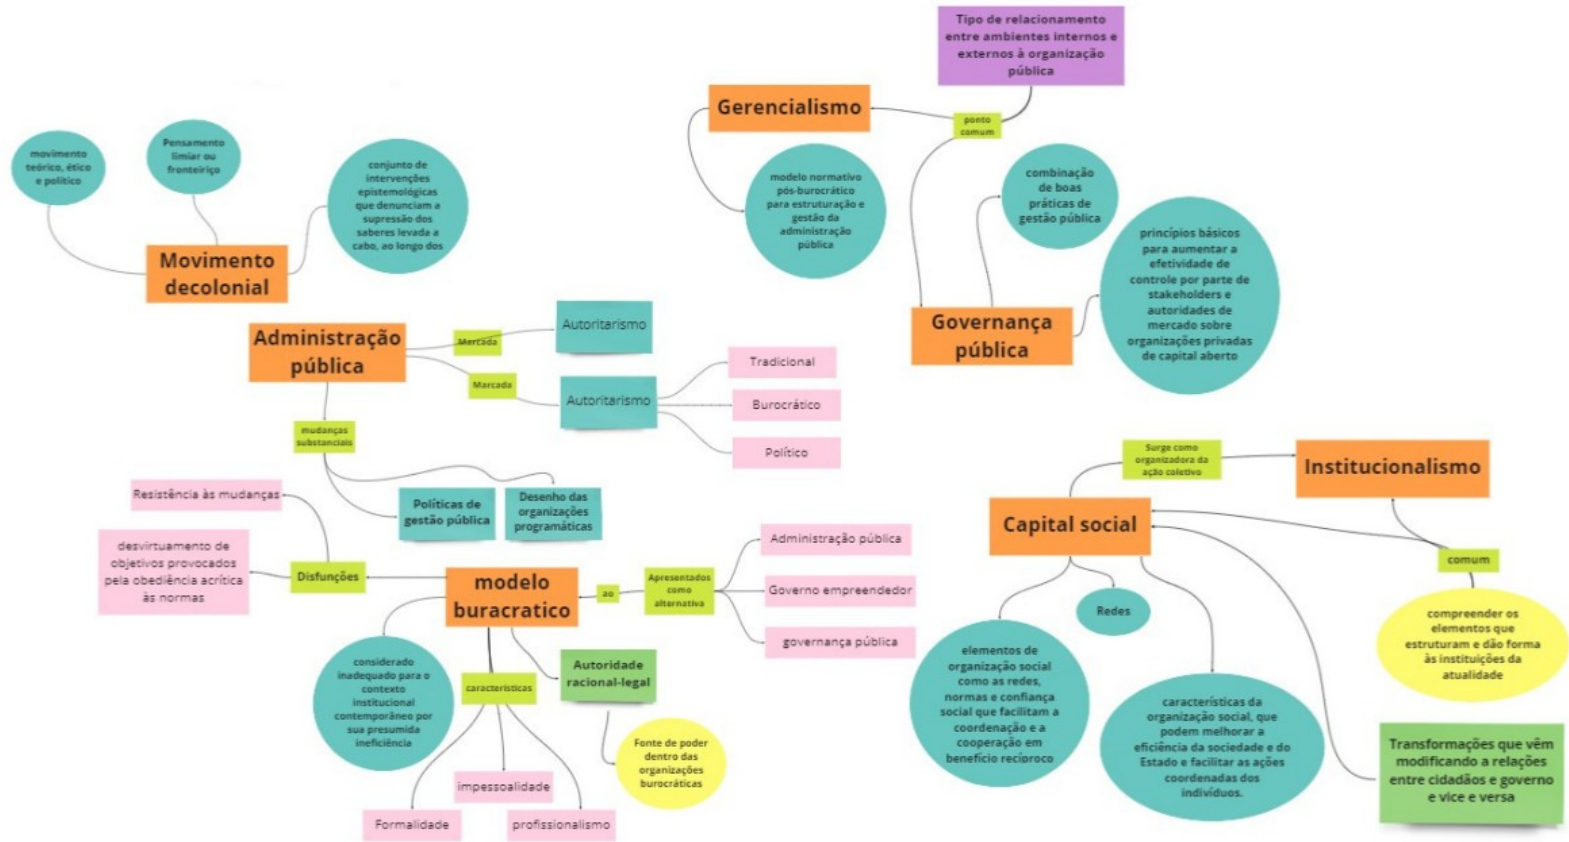 Tipo de relacionamento
entre ambientes internos e
externos à organização
pública
Gerencialismo
ponto
comum
movimento
teórico, ético
e político
Pensamento
limiar ou
fronteiriço
conjunto de
intervenções
epistemológicas
que denunciam a
supressão dos
saberes levada a
cabo, ao longo dos
modelo normativo
pós-burocrático
para estruturação e
gestão da
administração
pública
combinação
de boas
práticas de
gestão pública
princípios básicos
para aumentar a
efetividade de
controle por parte de
stakeholders e
autoridades de
mercado sobre
organizações privadas
de capital aberto
Movimento
decolonial
Governança
pública
Administração
pública
Mercada
Autoritarismo
Marcada
Autoritarismo
Tradicional
Burocrático
Político
mudanças
substanciais
Políticas de
gestão pública
Desenho das
organizações
programáticas
Surge como
organizadora da
ação coletivo
Institucionalismo
Capital social
Resistência às mudanças
desvirtuamento de
objetivos provocados
pela obediência acrítica
às normas
Disfunções
modelo
buracratico
ao
Apresentados
como
alternativa
Administração pública
Governo empreendedor
governança pública
comum
compreender os
elementos que
estruturam e dão forma
às instituições da
atualidade
Redes
considerado
inadequado para o
contexto
institucional
contemporâneo por
sua presumida
ineficiência
características
Autoridade
racional-legal
Fonte de poder
dentro das
organizações
burocráticas
impessoalidade
Formalidade
profissionalismo
elementos de
organização social
como as redes,
normas e confiança
social que facilitam a
coordenação e a
cooperação em
benefício recíproco
características da
organização social, que
podem melhorar a
eficiência da sociedade e do
Estado e facilitar as ações
coordenadas dos
indivíduos.
Transformações que vêm
modificando a relações
entre cidadãos e governo
e vice e versa